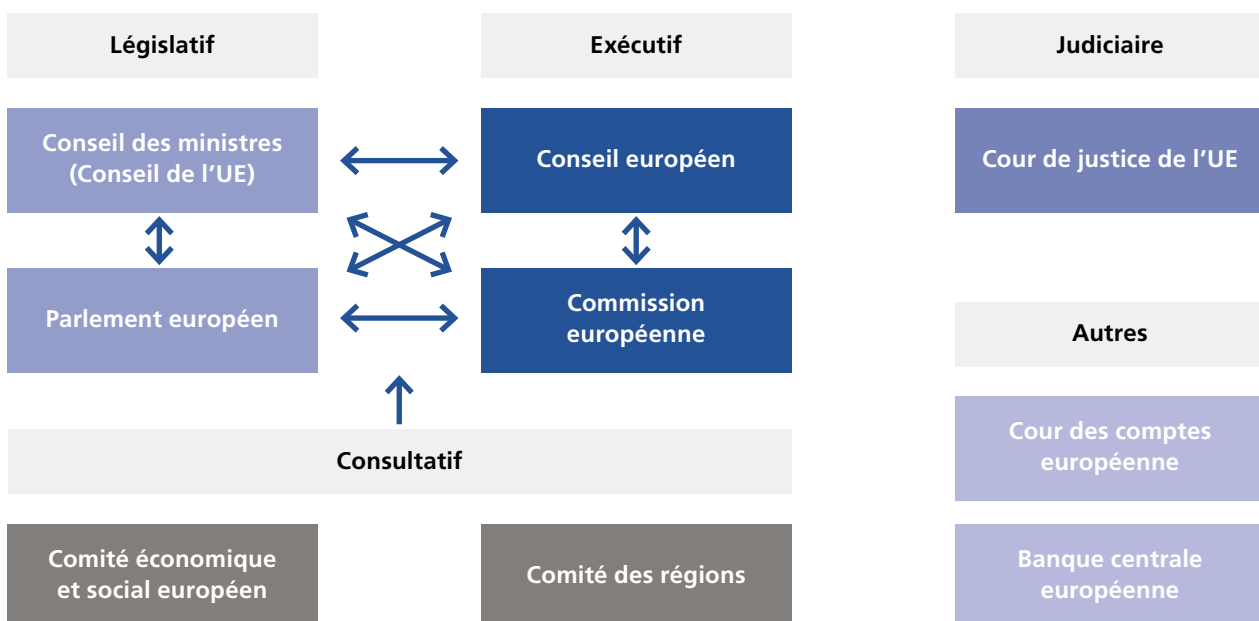 Législatif
Exécutif
Judiciaire
Conseil des ministres
(Conseil de l’UE)
Conseil européen
Cour de justice de l’UE
Parlement européen
Commission
européenne
Autres
Consultatif
Cour des comptes
européenne
Comité économique
et social européen
Comité des régions
Banque centrale
européenne